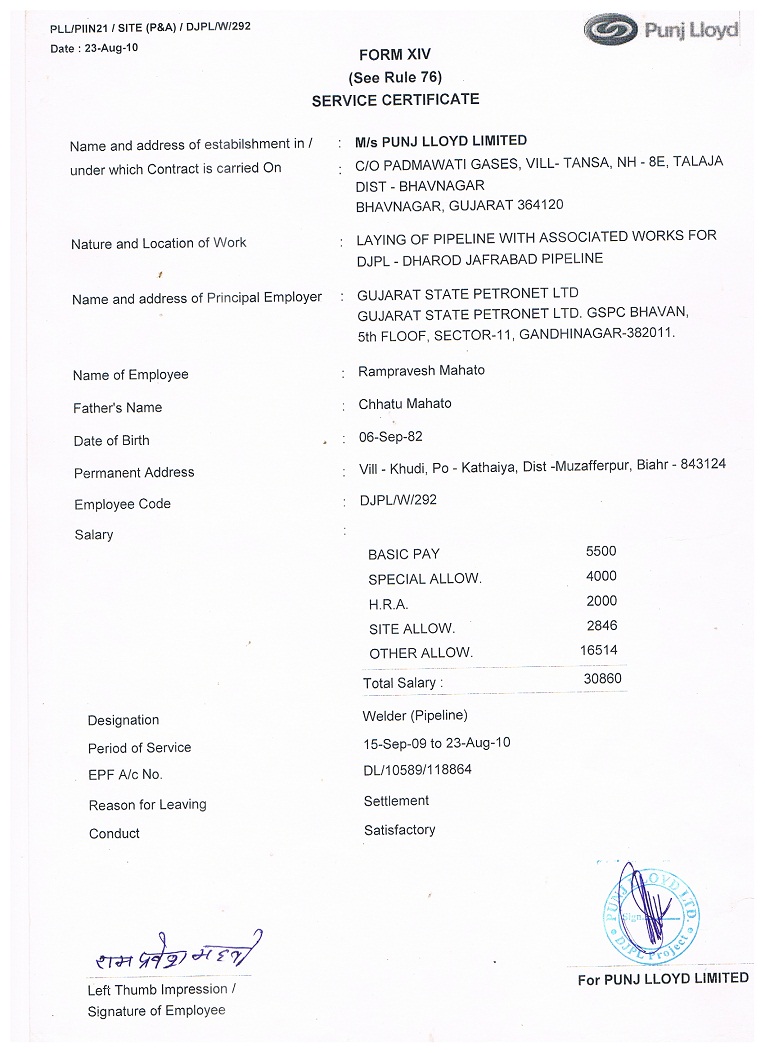 PLL/PIIN21 / SITE (P&A) / DJPL/W/292
Date : 23-Aug-10
Punj Lloyd
FORM XIV
(See Rule 76)
SERVICE CERTIFICATE
Name and address of estabilshment in / : M/s PUNJ LLOYD LIMITED
under which Contract is carried On : C/O PADMAWATI GASES, VILL- TANSA, NH - 8E, TALAJA
DIST - BHAVNAGAR
BHAVNAGAR, GUJARAT 364120
Nature and Location of Work : LAYING OF PIPELINE WITH ASSOCIATED WORKS FOR
DJPL - DHAROD JAFRABAD PIPELINE
Name and address of Principal Employer : GUJARAT STATE PETRONET LTD
GUJARAT STATE PETRONET LTD. GSPC BHAVAN,
5th FLOOF, SECTOR-11, GANDHINAGAR-382011.
Name of Employee : Rampravesh Mahato
Father's Name : Chhatu Mahato
Date of Birth : 06-Sep-82
Permanent Address : Vill - Khudi, Po - Kathaiya, Dist -Muzafferpur, Biahr - 843124
Employee Code : DJPL/W/292
Salary :
BASIC PAY 5500
SPECIAL ALLOW. 4000
H.R.A. 2000
SITE ALLOW. 2846
OTHER ALLOW. 16514
Total Salary : 30860
Designation Welder (Pipeline)
Period of Service 15-Sep-09 to 23-Aug-10
EPF A/c No. DL/10589/118864
Reason for Leaving Settlement
Conduct Satisfactory
PUNJ LLOYD LTD.
Sign.
DJPL Project
राम प्रवेश महतो
For PUNJ LLOYD LIMITED
Left Thumb Impression /
Signature of Employee